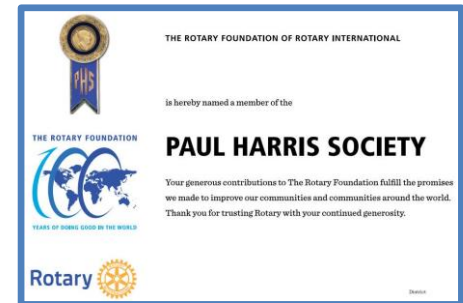 THE ROTARY FOUNDATION OF ROTARY INTERNATIONAL
PHS
is hereby named a member of the
PAUL HARRIS SOCIETY
THE ROTARY FOUNDATION
100
YEARS OF DOING GOOD IN THE WORLD
Your generous contributions to The Rotary Foundation fulfill the promises
we made to improve our communities and communities around the world.
Thank you for trusting Rotary with your continued generosity.
Rotary